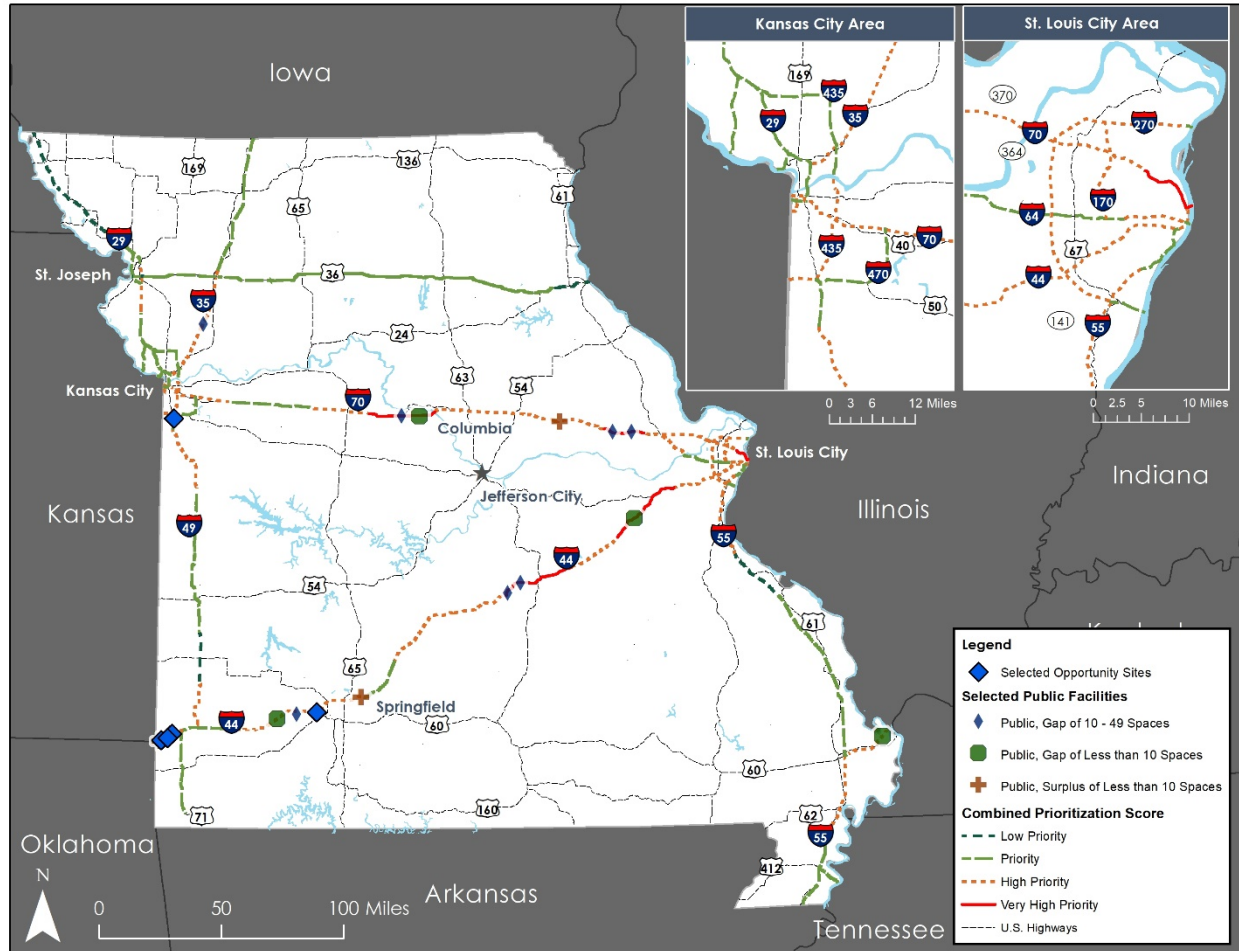 Kansas City Area
St. Louis City Area
Iowa
169
435
35
29
370
70
270
364
136
169
65
61
170
64
29
67
435
40
70
470
44
St. Joseph
36
50
141
55
35
24
0 3 6 12 Miles
0 2.5 5 10 Miles
63
54
Kansas City
70
Columbia
St. Louis City
Indiana
Jefferson City
Kansas
Illinois
49
55
44
54
61
65
Springfield
44
60
60
71
160
62
55
412
Oklahoma
N
Arkansas
0 50 100 Miles
Tennessee
Legend
Selected Opportunity Sites
Selected Public Facilities
Public, Gap of 10 - 49 Spaces
Public, Gap of Less than 10 Spaces
Public, Surplus of Less than 10 Spaces
Combined Prioritization Score
Low Priority
Priority
High Priority
Very High Priority
U.S. Highways